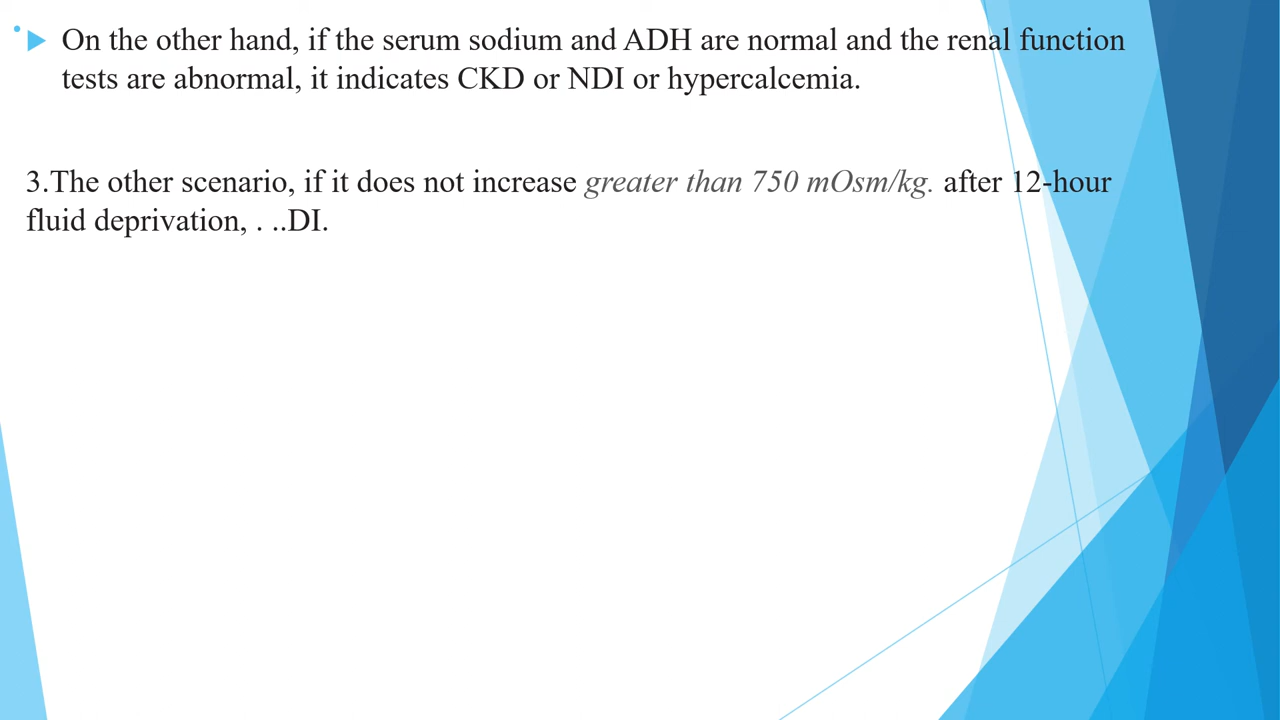 On the other hand, if the serum sodium and ADH are normal and the renal function
tests are abnormal, it indicates CKD or NDI or hypercalcemia.
3.The other scenario, if it does not increase greater than 750 mOsm/kg. after 12-hour
fluid deprivation, . ..DI.